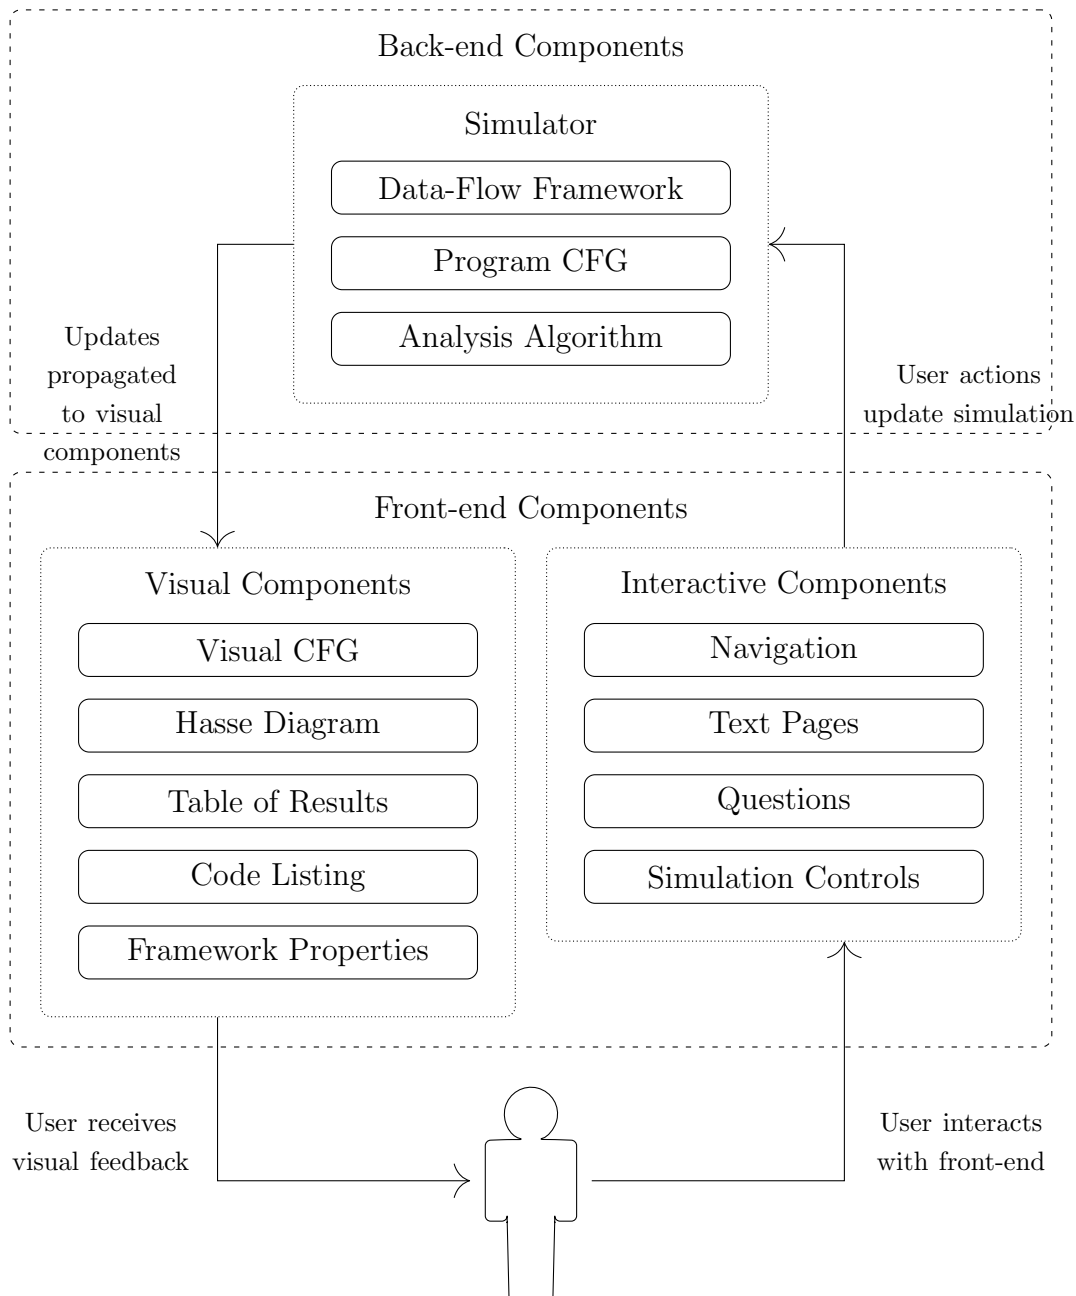 Back-end Components
Simulator
Data-Flow Framework
Program CFG
Analysis Algorithm
Updates
propagated
to visual
components
User actions
update simulation
Front-end Components
Visual Components
Visual CFG
Hasse Diagram
Table of Results
Code Listing
Framework Properties
Interactive Components
Navigation
Text Pages
Questions
Simulation Controls
User receives
visual feedback
User interacts
with front-end